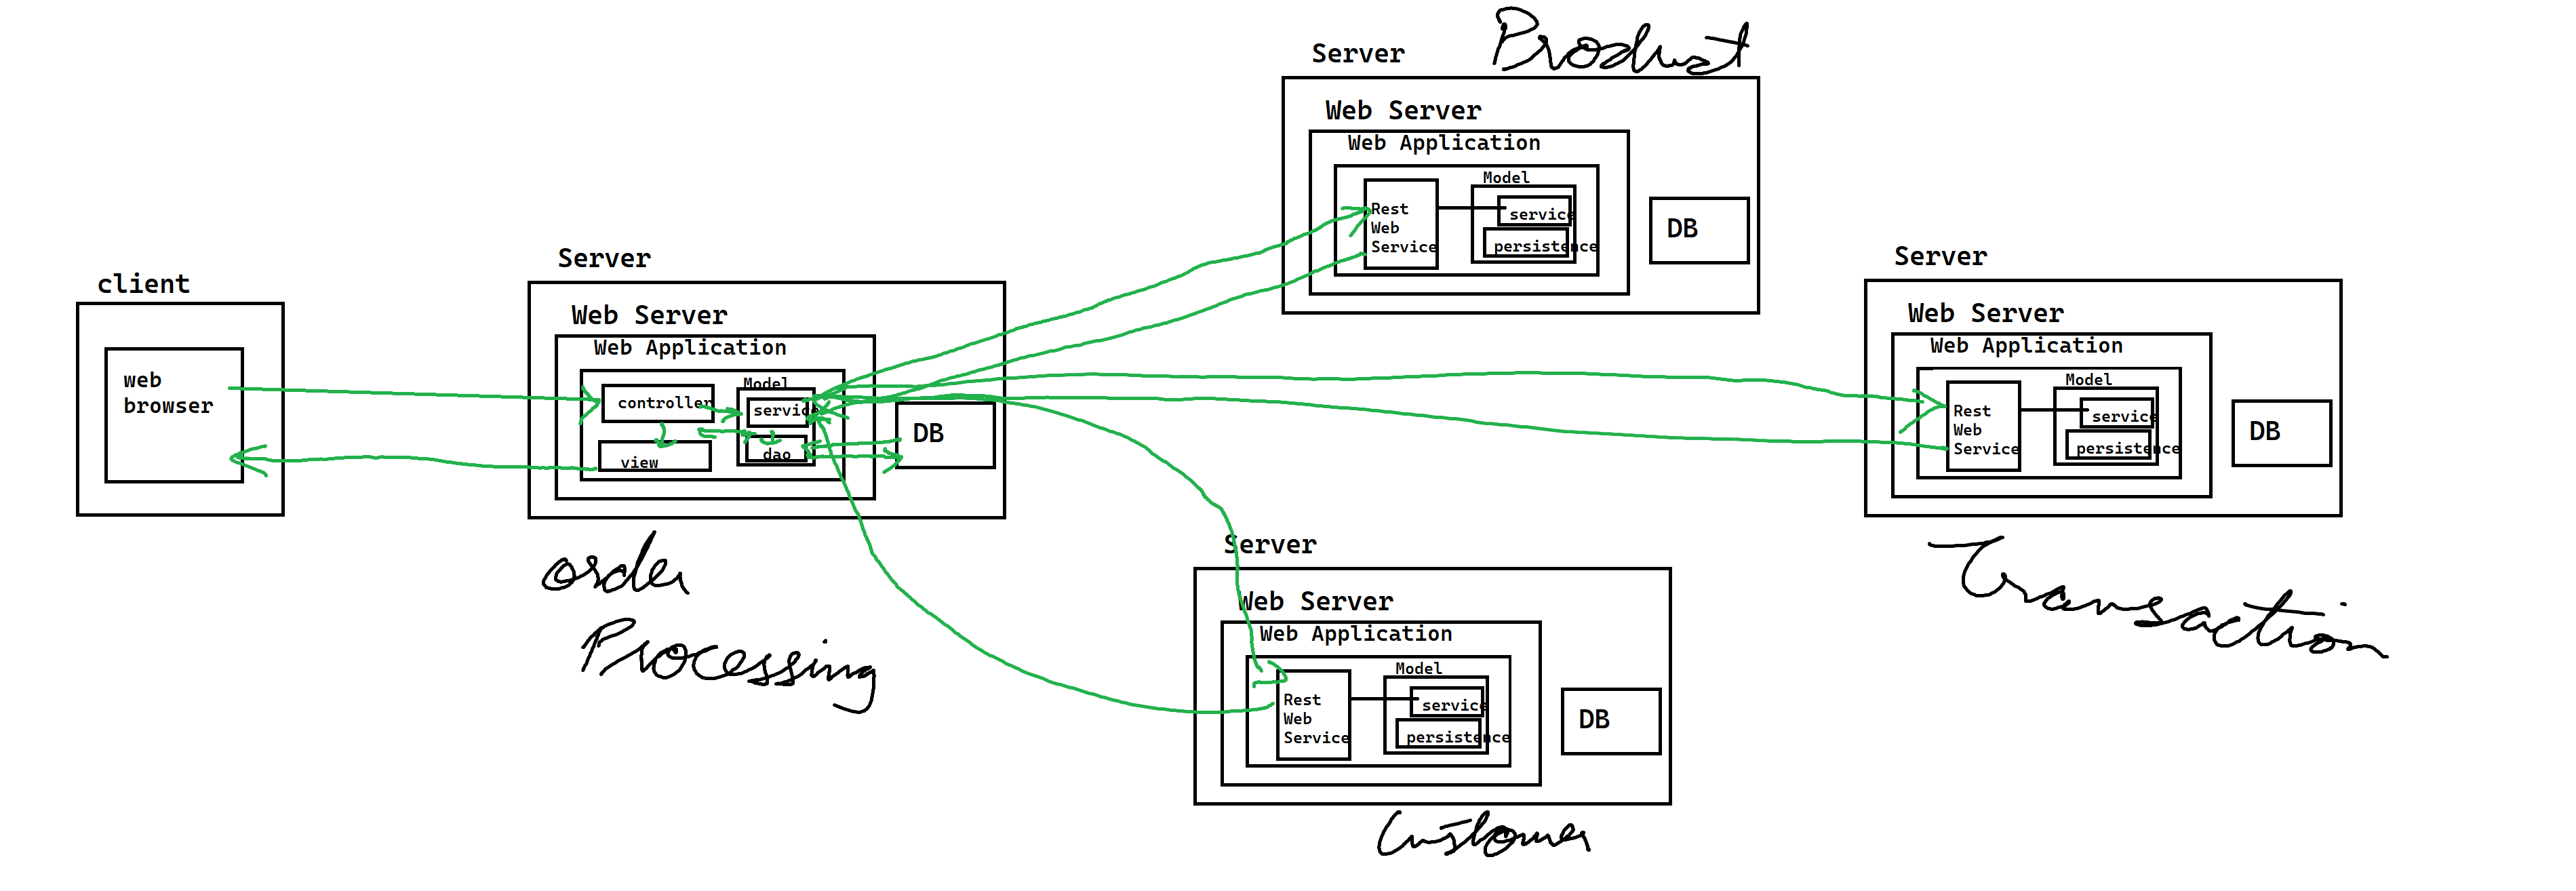 client
web
browser
Server
Web Server
Web Application
controller
view
Model
service
dao
DB
order
Processing
Product
Server
Web Server
Web Application
Rest
Web
Service
Model
service
persistence
DB
Server
Web Server
Web Application
Rest
Web
Service
Model
service
persistence
DB
Transaction
Server
Web Server
Web Application
Rest
Web
Service
Model
service
persistence
DB
Customer